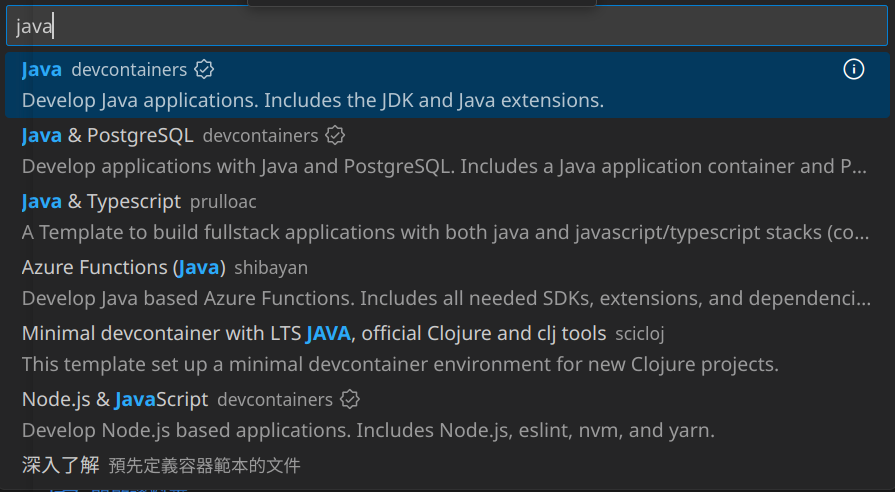 java
Java devcontainers
Develop Java applications. Includes the JDK and Java extensions.
Java & PostgreSQL devcontainers
Develop applications with Java and PostgreSQL. Includes a Java application container and P...
Java & Typescript prulloac
A Template to build fullstack applications with both java and javascript/typescript stacks (co...
Azure Functions (Java) shibayan
Develop Java based Azure Functions. Includes all needed SDKs, extensions, and dependenci...
Minimal devcontainer with LTS JAVA, official Clojure and clj tools scicloj
This template set up a minimal devcontainer environment for new Clojure projects.
Node.js & JavaScript devcontainers
Develop Node.js based applications. Includes Node.js, eslint, nvm, and yarn.
深入了解 預先定義容器範本的文件